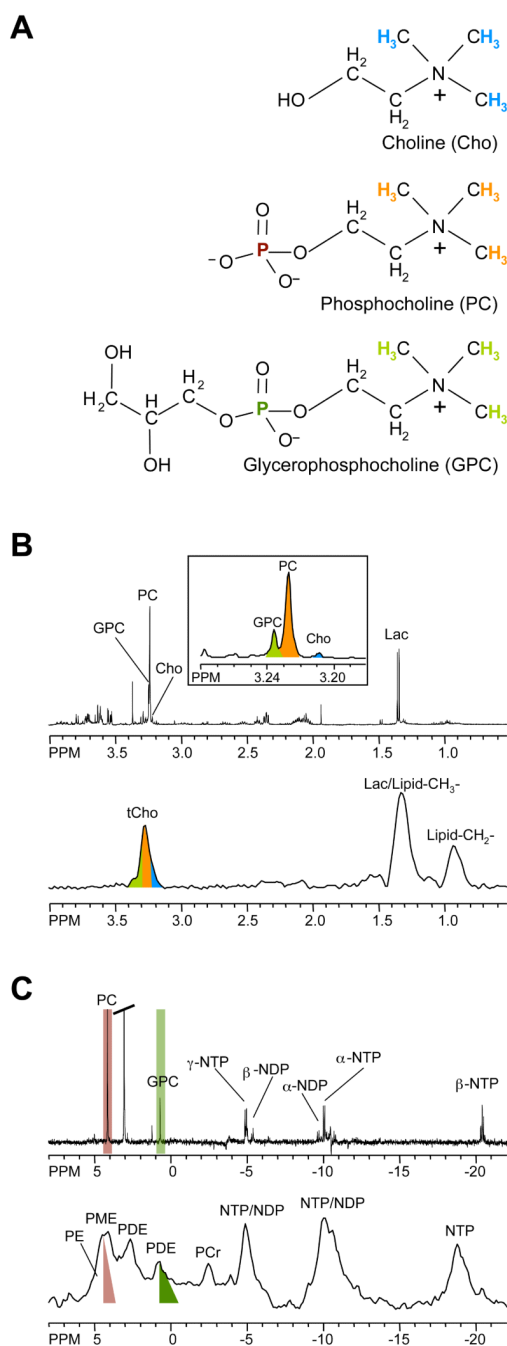 A
H₃C CH₃
H₂
C N
HO C + CH₃
H₂
Choline (Cho)
H₃C CH₃
O H₂
C N
P O C + CH₃
⁻O O⁻ H₂
Phosphocholine (PC)
OH H₃C CH₃
H₂ O H₂
H₂C H C C N
C O P O C + CH₃
O⁻ H₂
OH
Glycerophosphocholine (GPC)
B
PC
GPC
Cho
PC
GPC
Cho
PPM 3.24 3.20
Lac
PPM 3.5 3.0 2.5 2.0 1.5 1.0
Lac/Lipid-CH₃-
tCho
Lipid-CH₂-
PPM 3.5 3.0 2.5 2.0 1.5 1.0
C
PC
GPC
γ-NTP
β-NDP
α-NDP
α-NTP
β-NTP
PPM 5 0 -5 -10 -15 -20
PE
PME
PDE
PDE
PCr
NTP/NDP
NTP/NDP
NTP
PPM 5 0 -5 -10 -15 -20